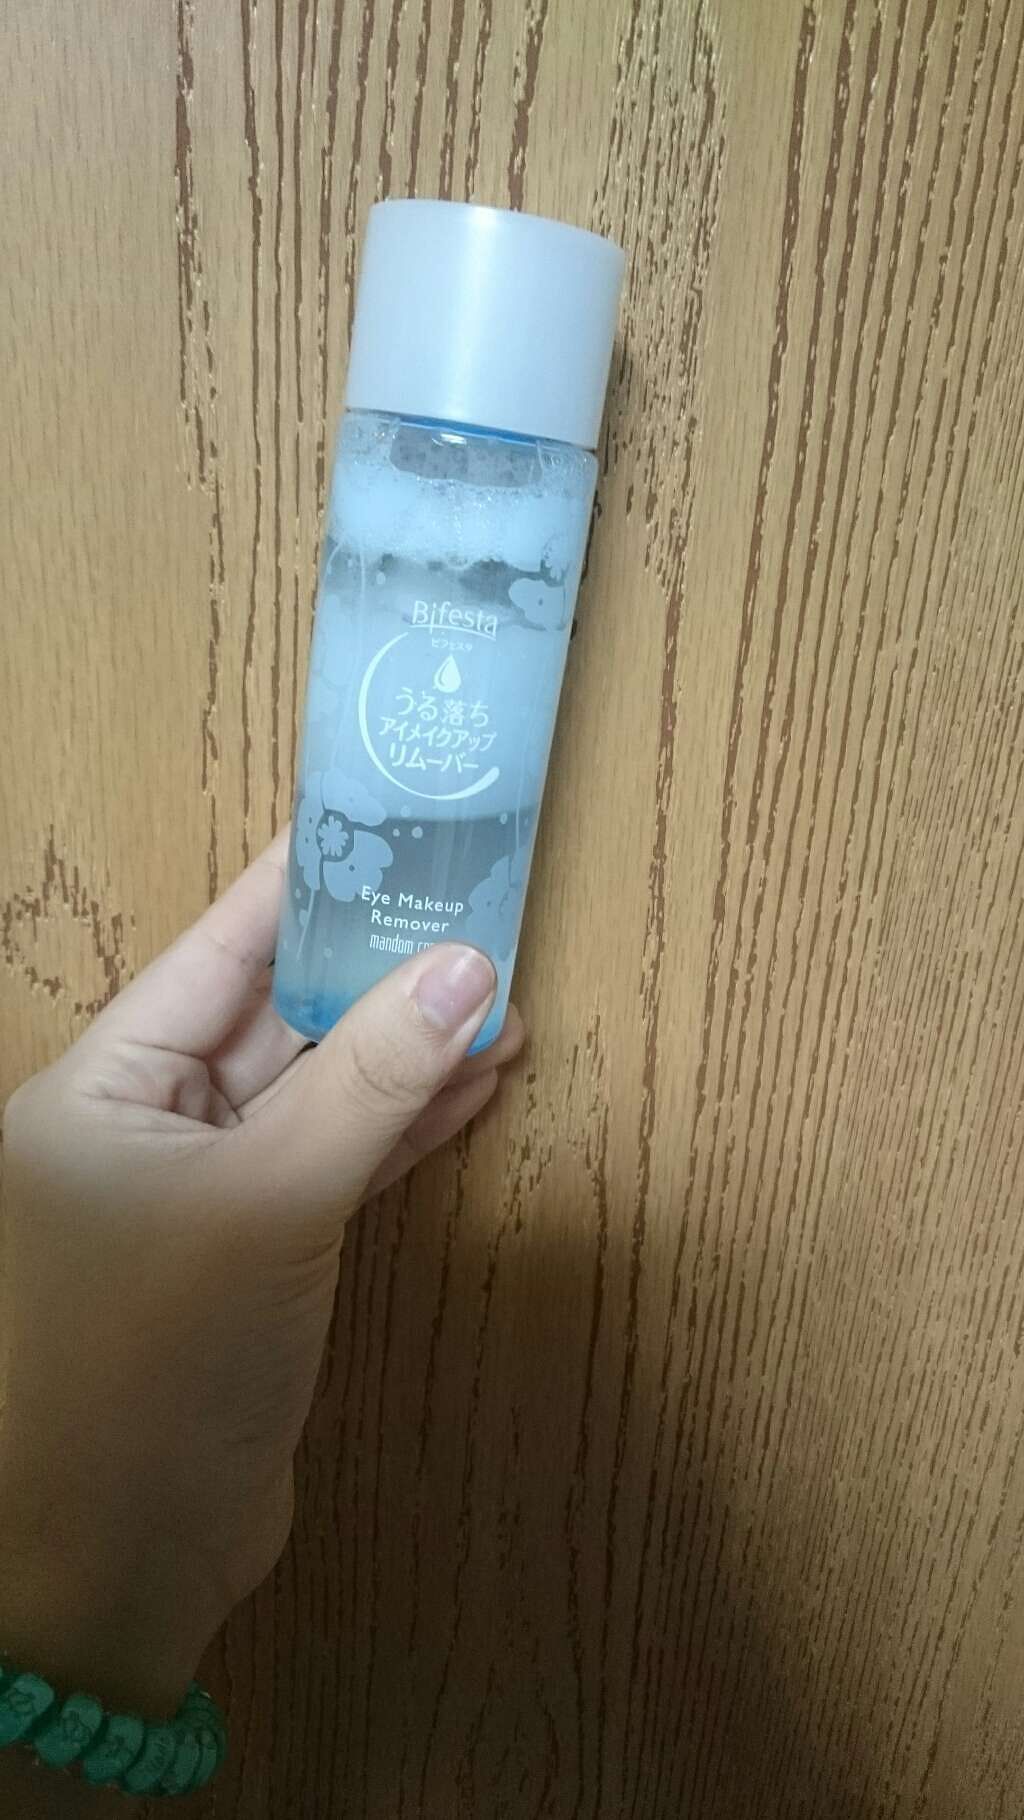 Bifesta
ビフェスタ
うる落ち
アイメイクアップ
リムーバー
Eye Makeup
Remover
mandom